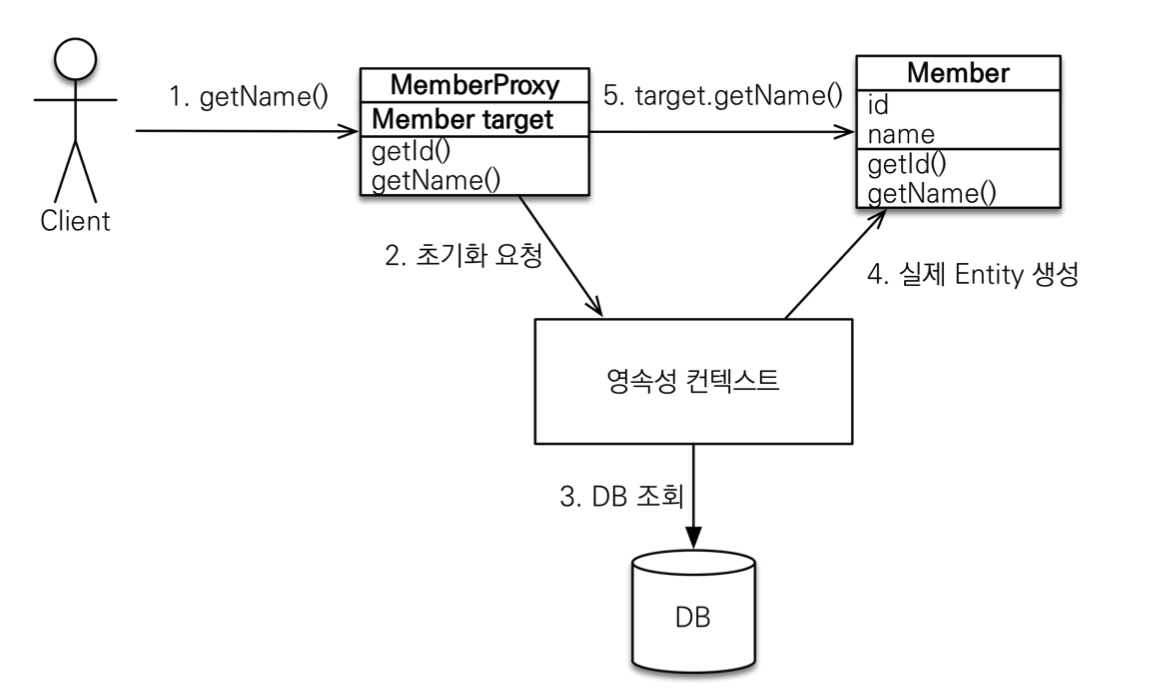 1. getName()
MemberProxy
Member target
getId()
getName()
5. target.getName()
Member
id
name
getId()
getName()
Client
2. 초기화 요청
4. 실제 Entity 생성
영속성 컨텍스트
3. DB 조회
DB